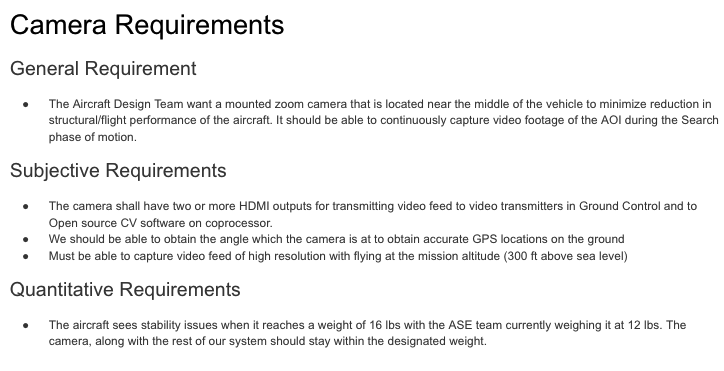 Camera Requirements
General Requirement
● The Aircraft Design Team want a mounted zoom camera that is located near the middle of the vehicle to minimize reduction in
structural/flight performance of the aircraft. It should be able to continuously capture video footage of the AOI during the Search
phase of motion.
Subjective Requirements
● The camera shall have two or more HDMI outputs for transmitting video feed to video transmitters in Ground Control and to
Open source CV software on coprocessor.
● We should be able to obtain the angle which the camera is at to obtain accurate GPS locations on the ground
● Must be able to capture video feed of high resolution with flying at the mission altitude (300 ft above sea level)
Quantitative Requirements
● The aircraft sees stability issues when it reaches a weight of 16 lbs with the ASE team currently weighing it at 12 lbs. The
camera, along with the rest of our system should stay within the designated weight.